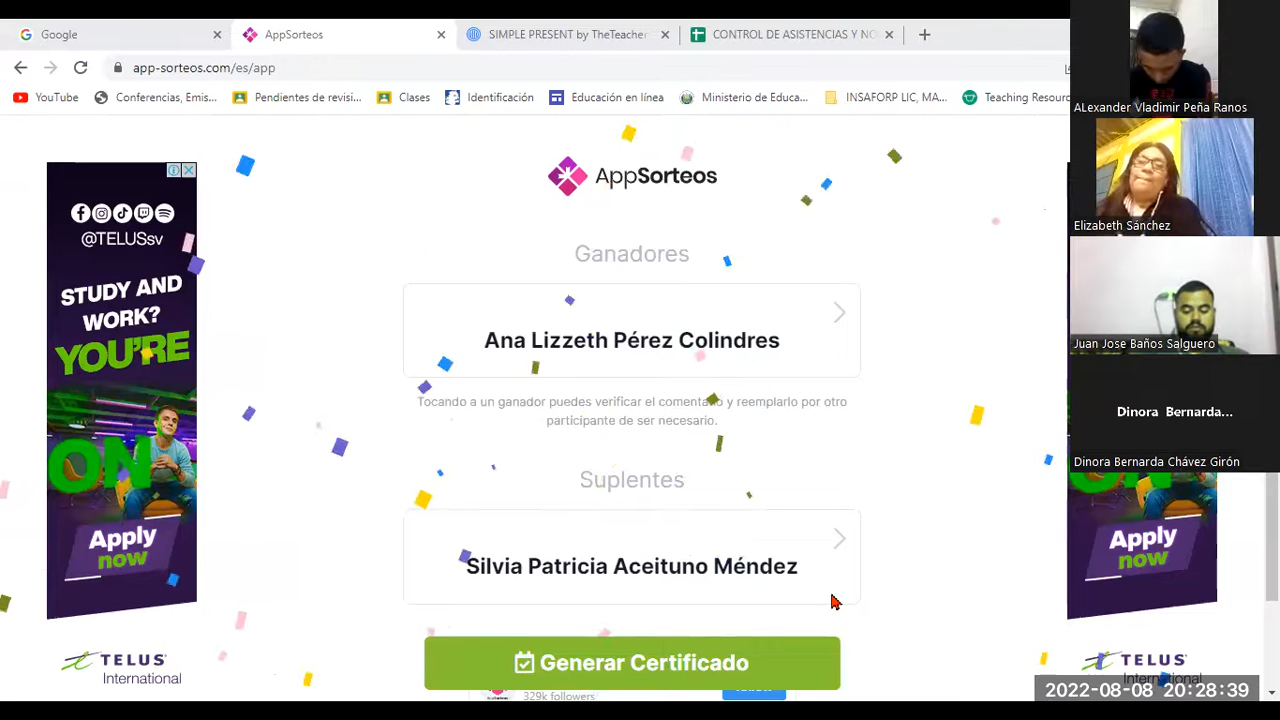 Google
AppSorteos
SIMPLE PRESENT by TheTeacher
CONTROL DE ASISTENCIAS Y NO
app-sorteos.com/es/app
YouTube
Conferencias, Emis...
Pendientes de revisi...
Clases
Identificación
Educación en línea
Ministerio de Educa...
INSAFORP LIC, MA...
Teaching Resour
AppSorteos
Ganadores
Ana Lizzeth Pérez Colindres
Tocando a un ganador puedes verificar el comentado y reemplarlo por otro
participante de ser necesario.
Suplentes
Silvia Patricia Aceituno Méndez
Generar Certificado
329k followers
@TELUSsv
STUDY AND
WORK?
YOU'RE
ON
Apply
now
TELUS
International
ON
Apply
now
TELUS
International
ALexander Vladimir Peña Ranos
Elizabeth Sánchez
Juan Jose Baños Salguero
Dinora Bernarda...
Dinora Bernarda Chávez Girón
2022-08-08 20:28:39